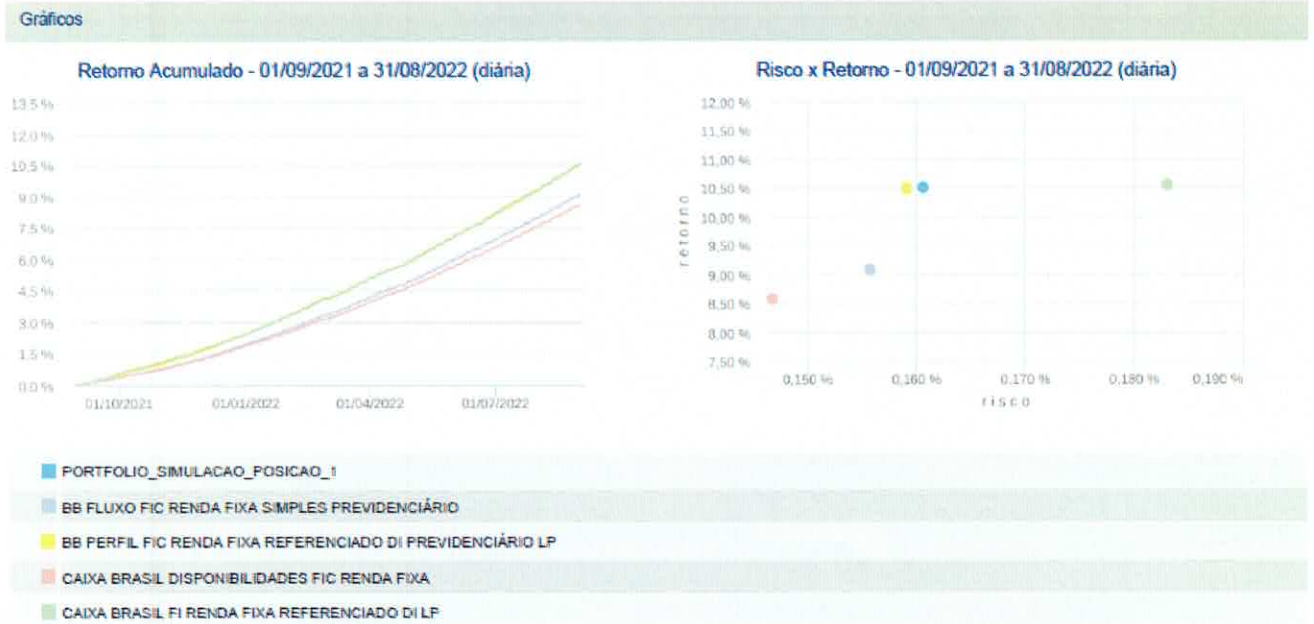 Gráficos
Retorno Acumulado - 01/09/2021 a 31/08/2022 (diária)
13.5 %
12.0 %
10.5 %
9.0 %
7.5 %
6.0 %
4.5 %
3.0 %
1.5 %
0.0 %
01/10/2021 01/01/2022 01/04/2022 01/07/2022
Risco x Retorno - 01/09/2021 a 31/08/2022 (diária)
retorno
12,00 %
11,50 %
11,00 %
10,50 %
10,00 %
9,50 %
9,00 %
8,50 %
8,00 %
7,50 %
0,150 % 0,160 % 0,170 % 0,180 % 0,190 %
risco
PORTFOLIO_SIMULACAO_POSICAO_1
BB FLUXO FIC RENDA FIXA SIMPLES PREVIDENCIÁRIO
BB PERFIL FIC RENDA FIXA REFERENCIADO DI PREVIDENCIÁRIO LP
CAIXA BRASIL DISPONIBILIDADES FIC RENDA FIXA
CAIXA BRASIL FI RENDA FIXA REFERENCIADO DI LP